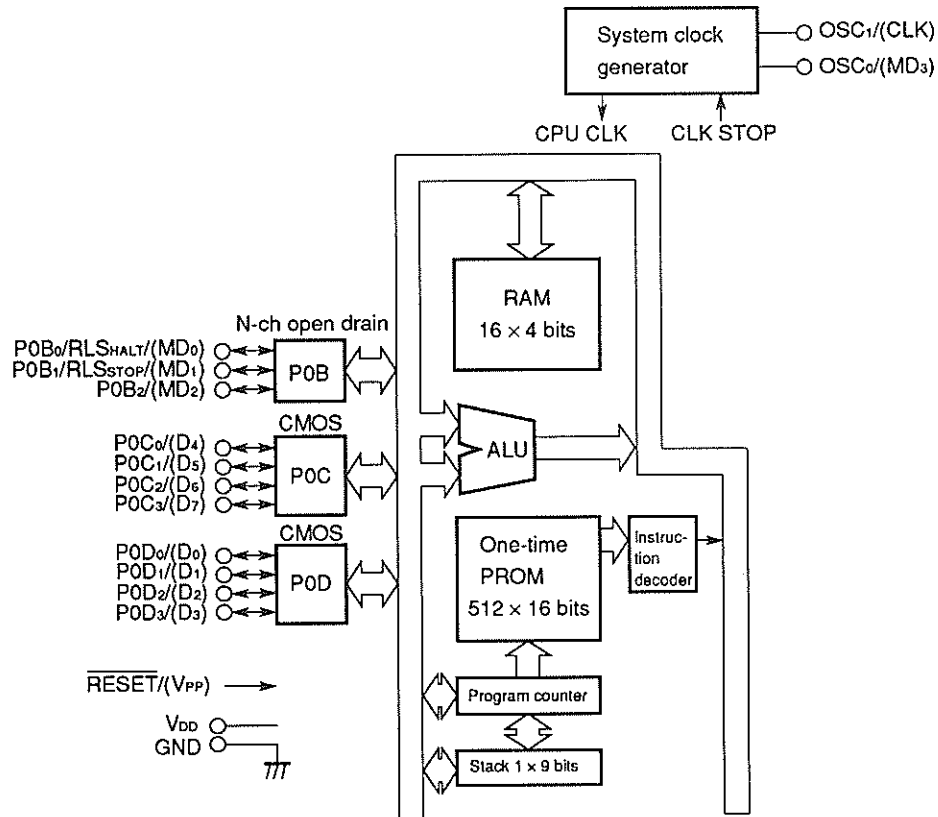 System clock
generator
OSC₁/(CLK)
OSC₀/(MD₃)
CPU CLK
CLK STOP
RAM
16 × 4 bits
N-ch open drain
P0B₀/RLSHALT/(MD₀)
P0B₁/RLSSTOP/(MD₁)
P0B₂/(MD₂)
P0B
CMOS
P0C₀/(D₄)
P0C₁/(D₅)
P0C₂/(D₆)
P0C₃/(D₇)
P0C
ALU
CMOS
P0D₀/(D₀)
P0D₁/(D₁)
P0D₂/(D₂)
P0D₃/(D₃)
P0D
One-time
PROM
512 × 16 bits
Instruc-
tion
decoder
RESET/(VPP)
Program counter
VDD
GND
Stack 1 × 9 bits